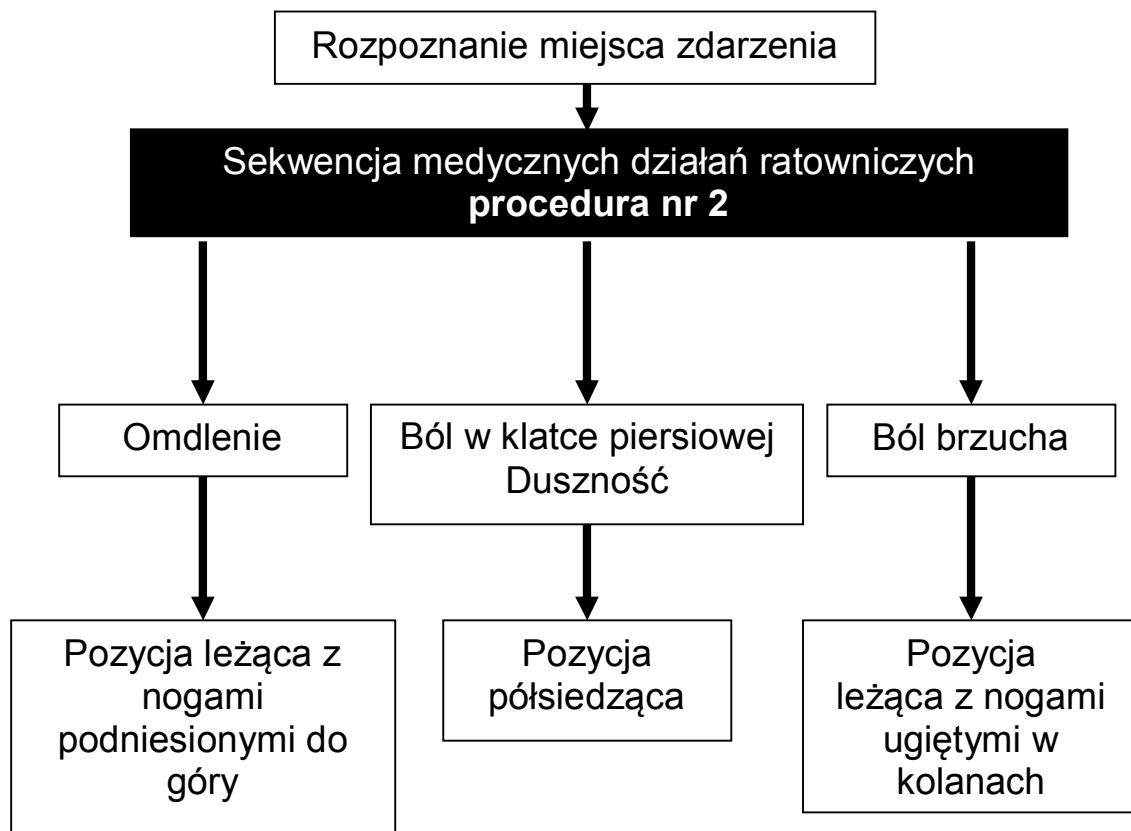 Rozpoznanie miejsca zdarzenia
Sekwencja medycznych działań ratowniczych
procedura nr 2
Omdlenie
Ból w klatce piersiowej
Duszność
Ból brzucha
Pozycja leżąca z
nogami
podniesionymi do
góry
Pozycja
półsiedząca
Pozycja
leżąca z nogami
ugiętymi w
kolanach